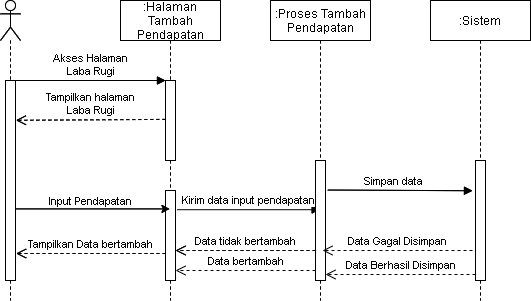 :Halaman
Tambah
Pendapatan
:Proses Tambah
Pendapatan
:Sistem
Akses Halaman
Laba Rugi
Tampilkan halaman
Laba Rugi
Simpan data
Input Pendapatan
Kirim data input pendapatan
Tampilkan Data bertambah
Data tidak bertambah
Data Gagal Disimpan
Data bertambah
Data Berhasil Disimpan